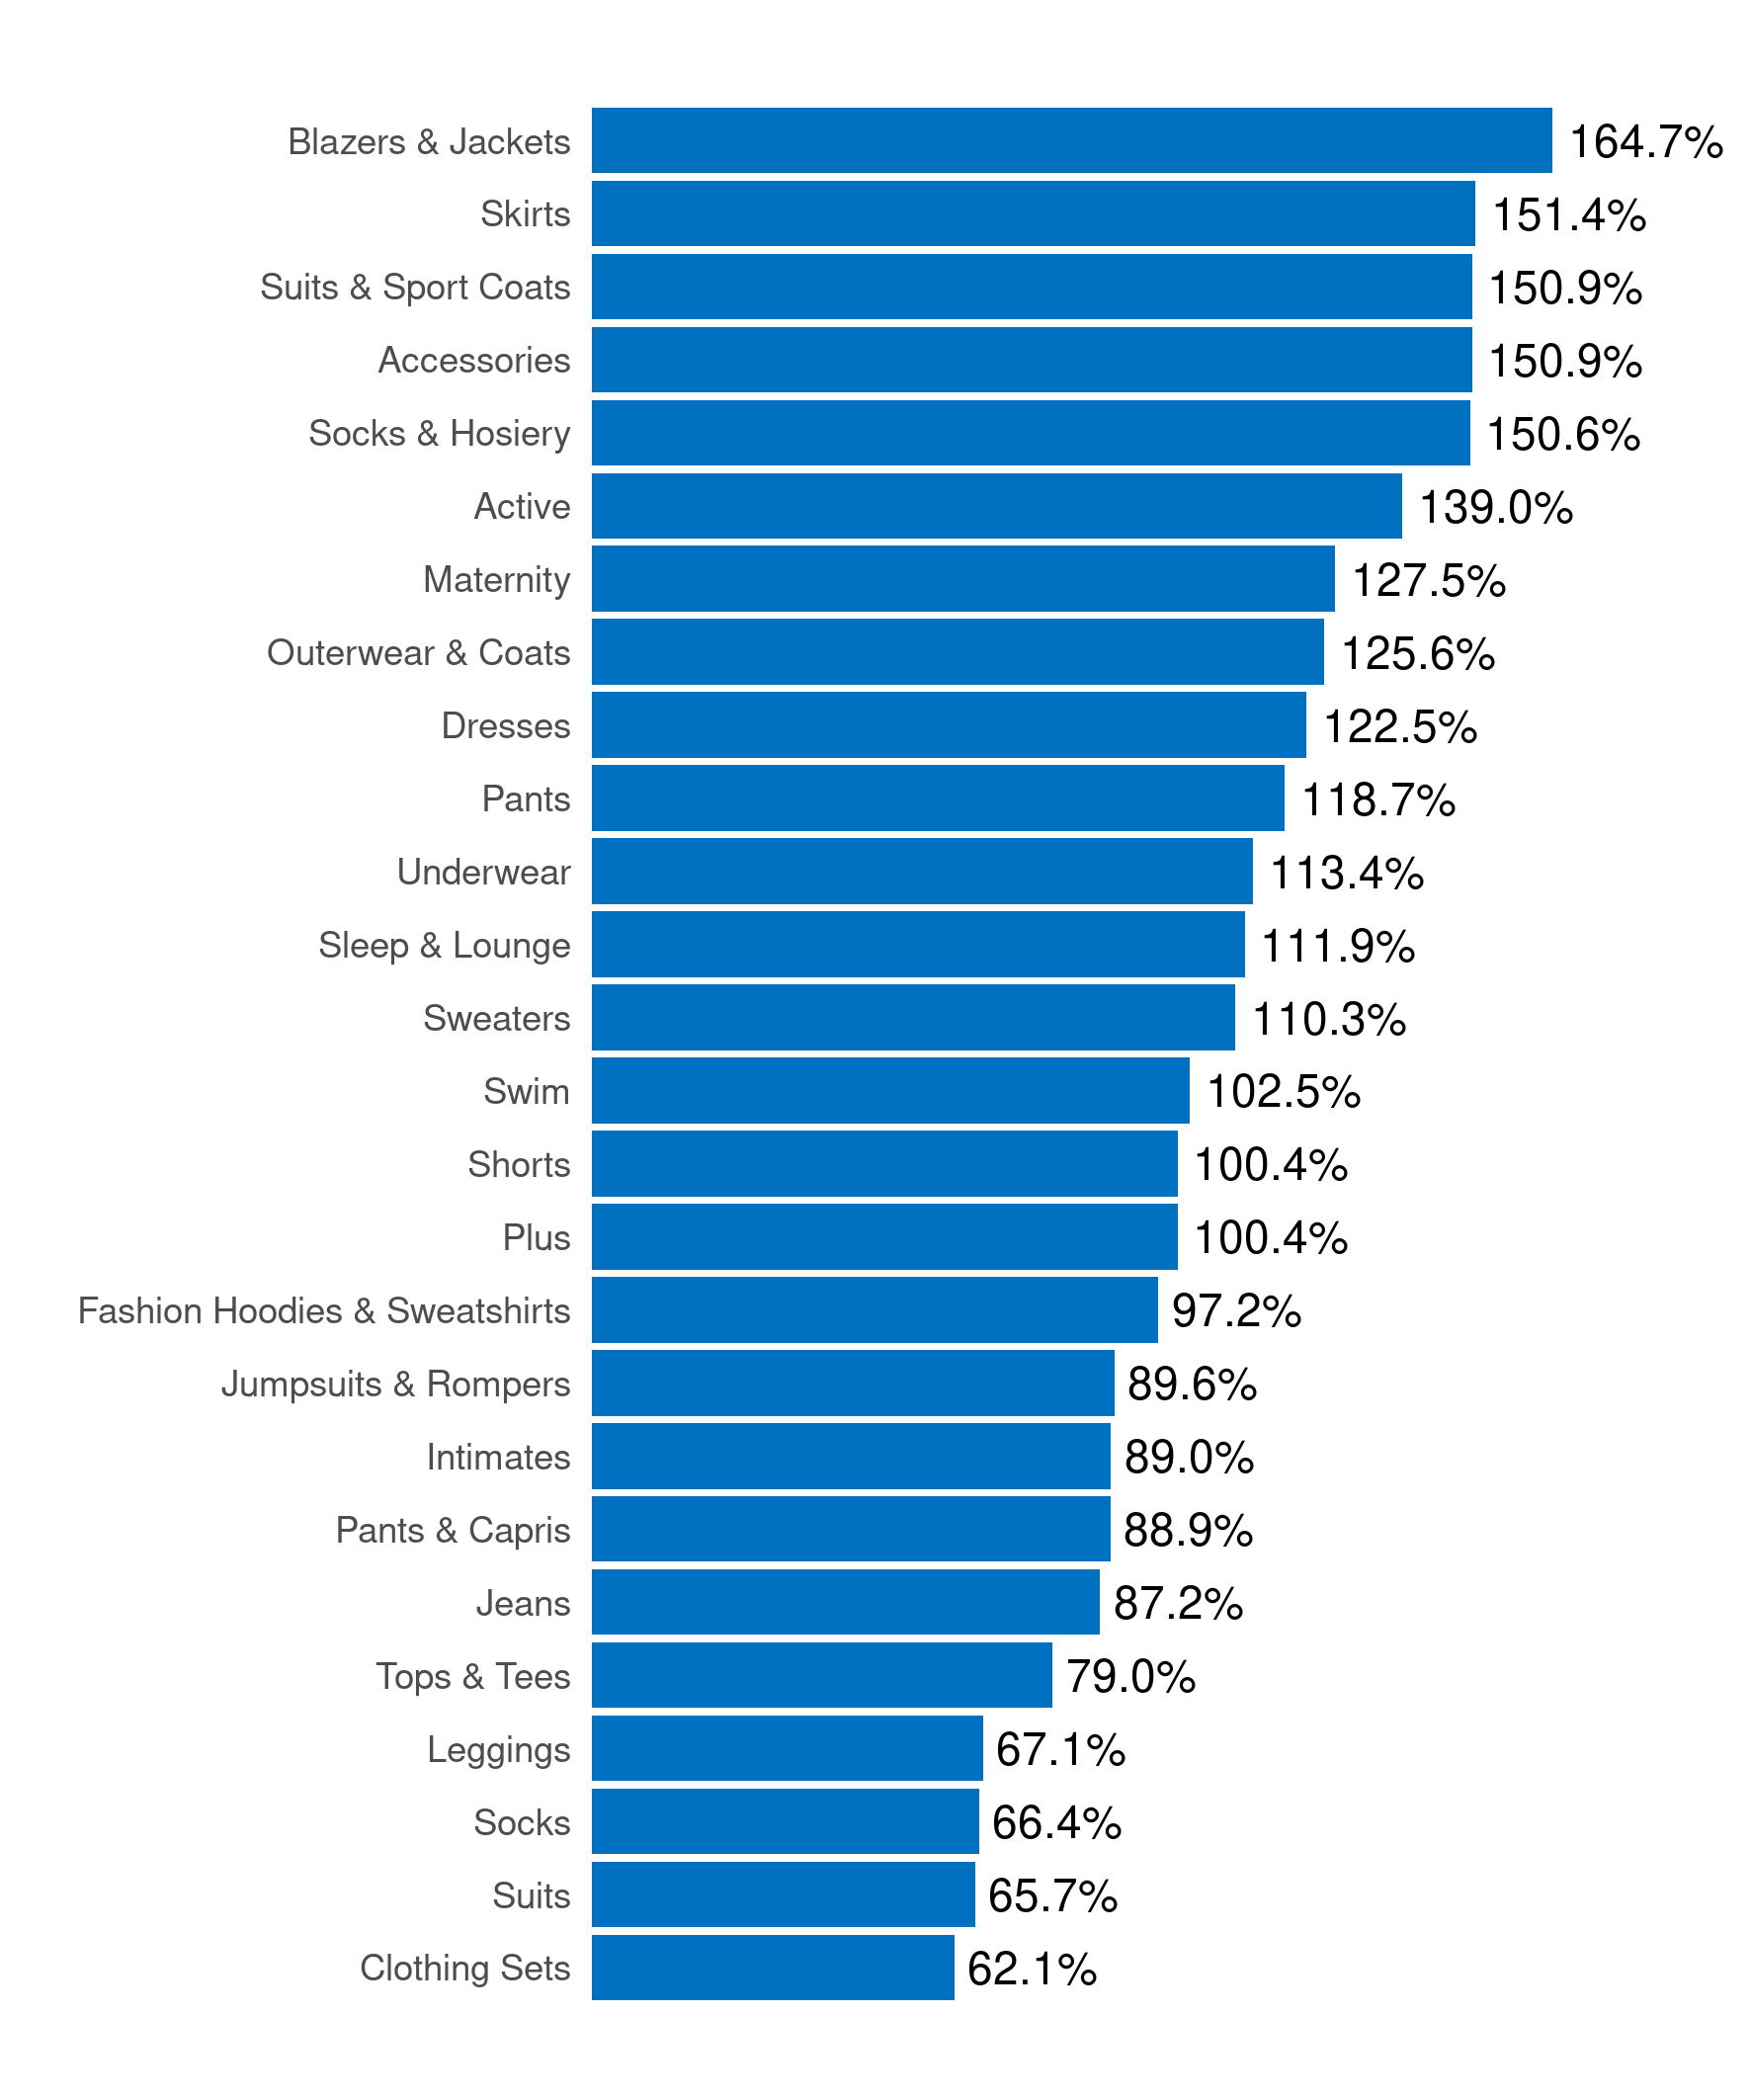 Blazers & Jackets 164.7%
Skirts 151.4%
Suits & Sport Coats 150.9%
Accessories 150.9%
Socks & Hosiery 150.6%
Active 139.0%
Maternity 127.5%
Outerwear & Coats 125.6%
Dresses 122.5%
Pants 118.7%
Underwear 113.4%
Sleep & Lounge 111.9%
Sweaters 110.3%
Swim 102.5%
Shorts 100.4%
Plus 100.4%
Fashion Hoodies & Sweatshirts 97.2%
Jumpsuits & Rompers 89.6%
Intimates 89.0%
Pants & Capris 88.9%
Jeans 87.2%
Tops & Tees 79.0%
Leggings 67.1%
Socks 66.4%
Suits 65.7%
Clothing Sets 62.1%